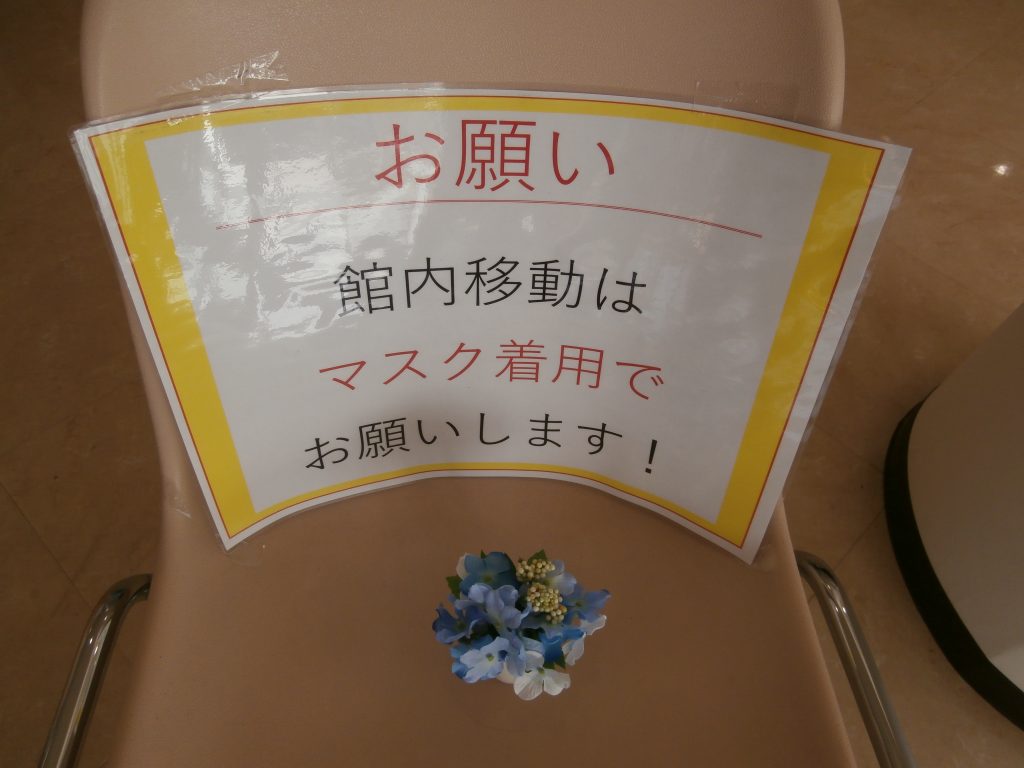 お願い
館内移動は
マスク着用で
お願いします！